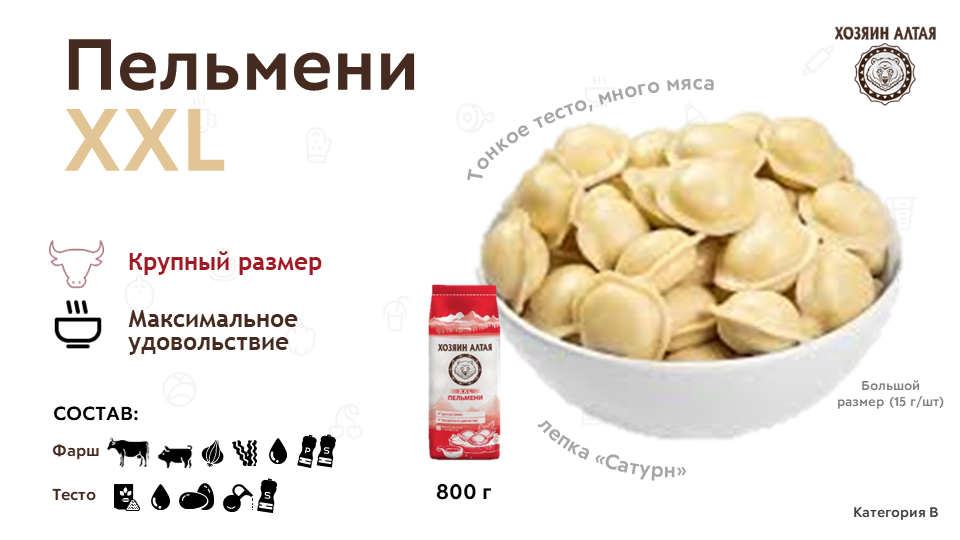 Пельмени
XXL
ХОЗЯИН АЛТАЯ
Тонкое тесто, много мяса
Крупный размер
Максимальное
удовольствие
ХОЗЯИН АЛТАЯ
XXL
ПЕЛЬМЕНИ
Большой
размер (15 г/шт)
СОСТАВ:
Фарш
P S
Тесто
S
лепка «Сатурн»
800 г
Категория В